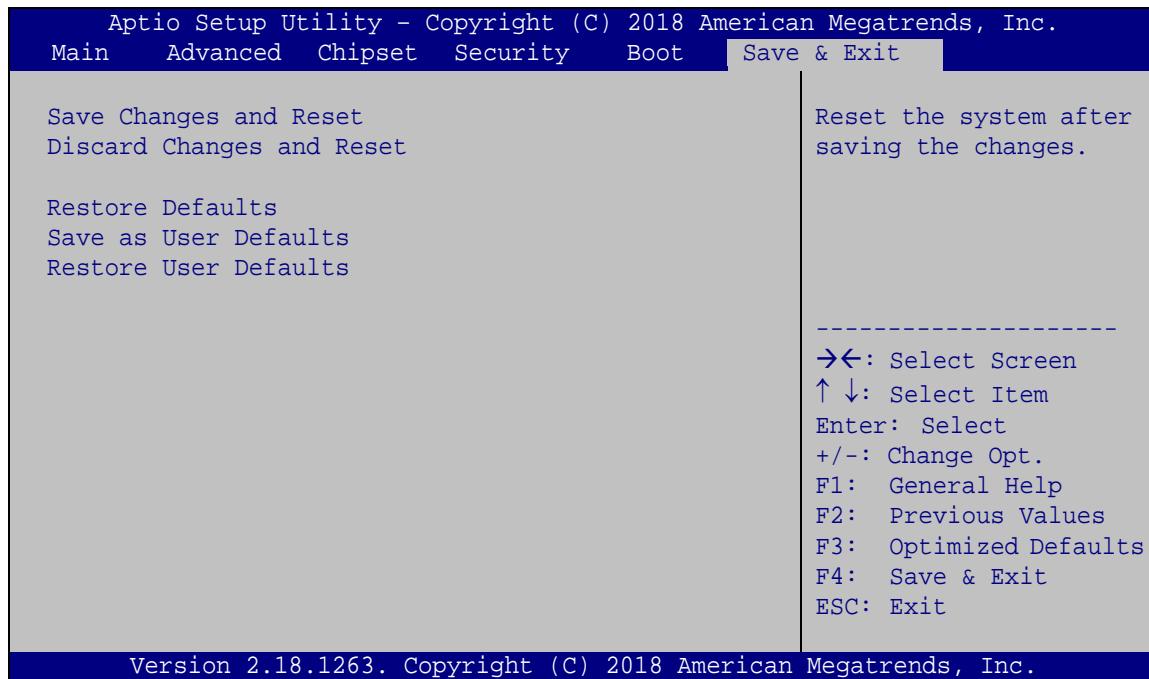 Aptio Setup Utility – Copyright (C) 2018 American Megatrends, Inc.
Main Advanced Chipset Security Boot Save & Exit
Save Changes and Reset
Discard Changes and Reset
Restore Defaults
Save as User Defaults
Restore User Defaults
Reset the system after
saving the changes.
---------------------
→←: Select Screen
↑ ↓: Select Item
Enter: Select
+/-: Change Opt.
F1: General Help
F2: Previous Values
F3: Optimized Defaults
F4: Save & Exit
ESC: Exit
Version 2.18.1263. Copyright (C) 2018 American Megatrends, Inc.